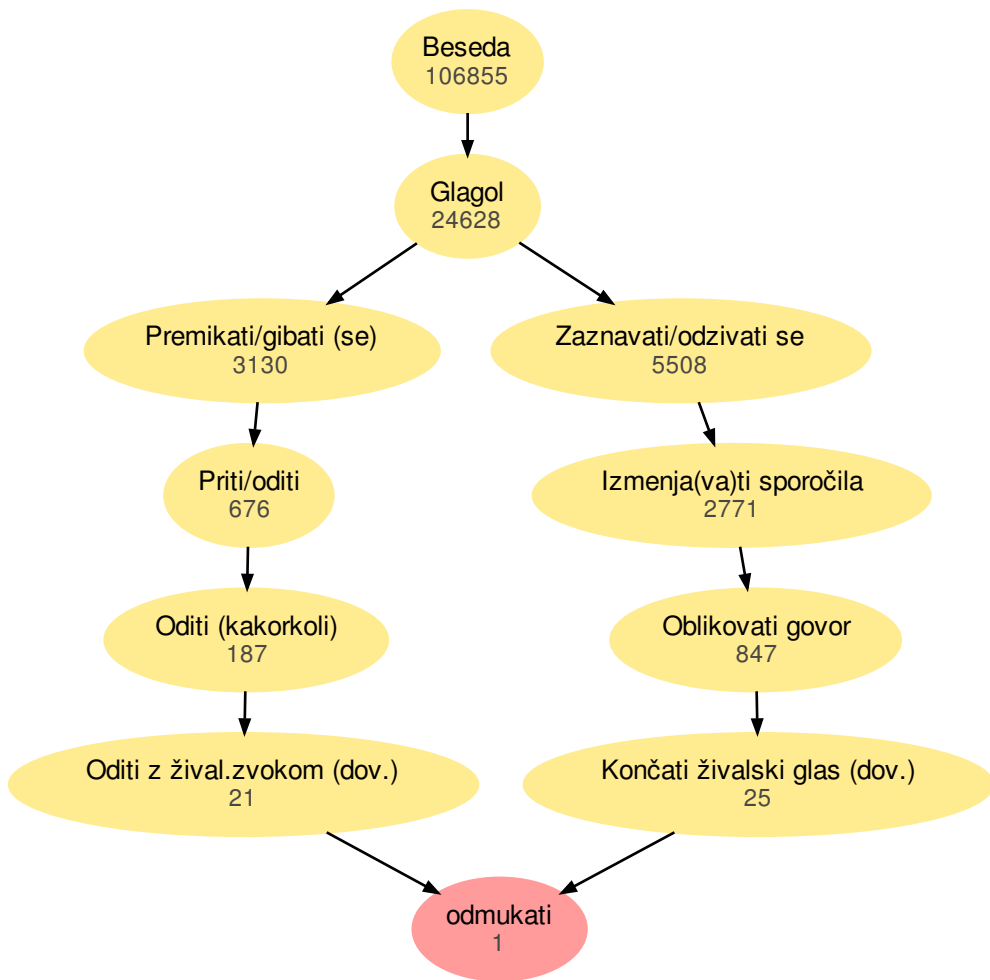 Beseda
106855
Glagol
24628
Premikati/gibati (se)
3130
Zaznavati/odzivati se
5508
Priti/oditi
676
Izmenja(va)ti sporočila
2771
Oditi (kakorkoli)
187
Oblikovati govor
847
Oditi z žival.zvokom (dov.)
21
Končati živalski glas (dov.)
25
odmukati
1